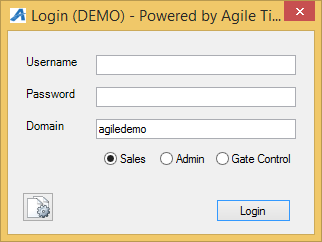 Login (DEMO) - Powered by Agile Ti...
Username
Password
Domain agiledemo
Sales Admin Gate Control
Login